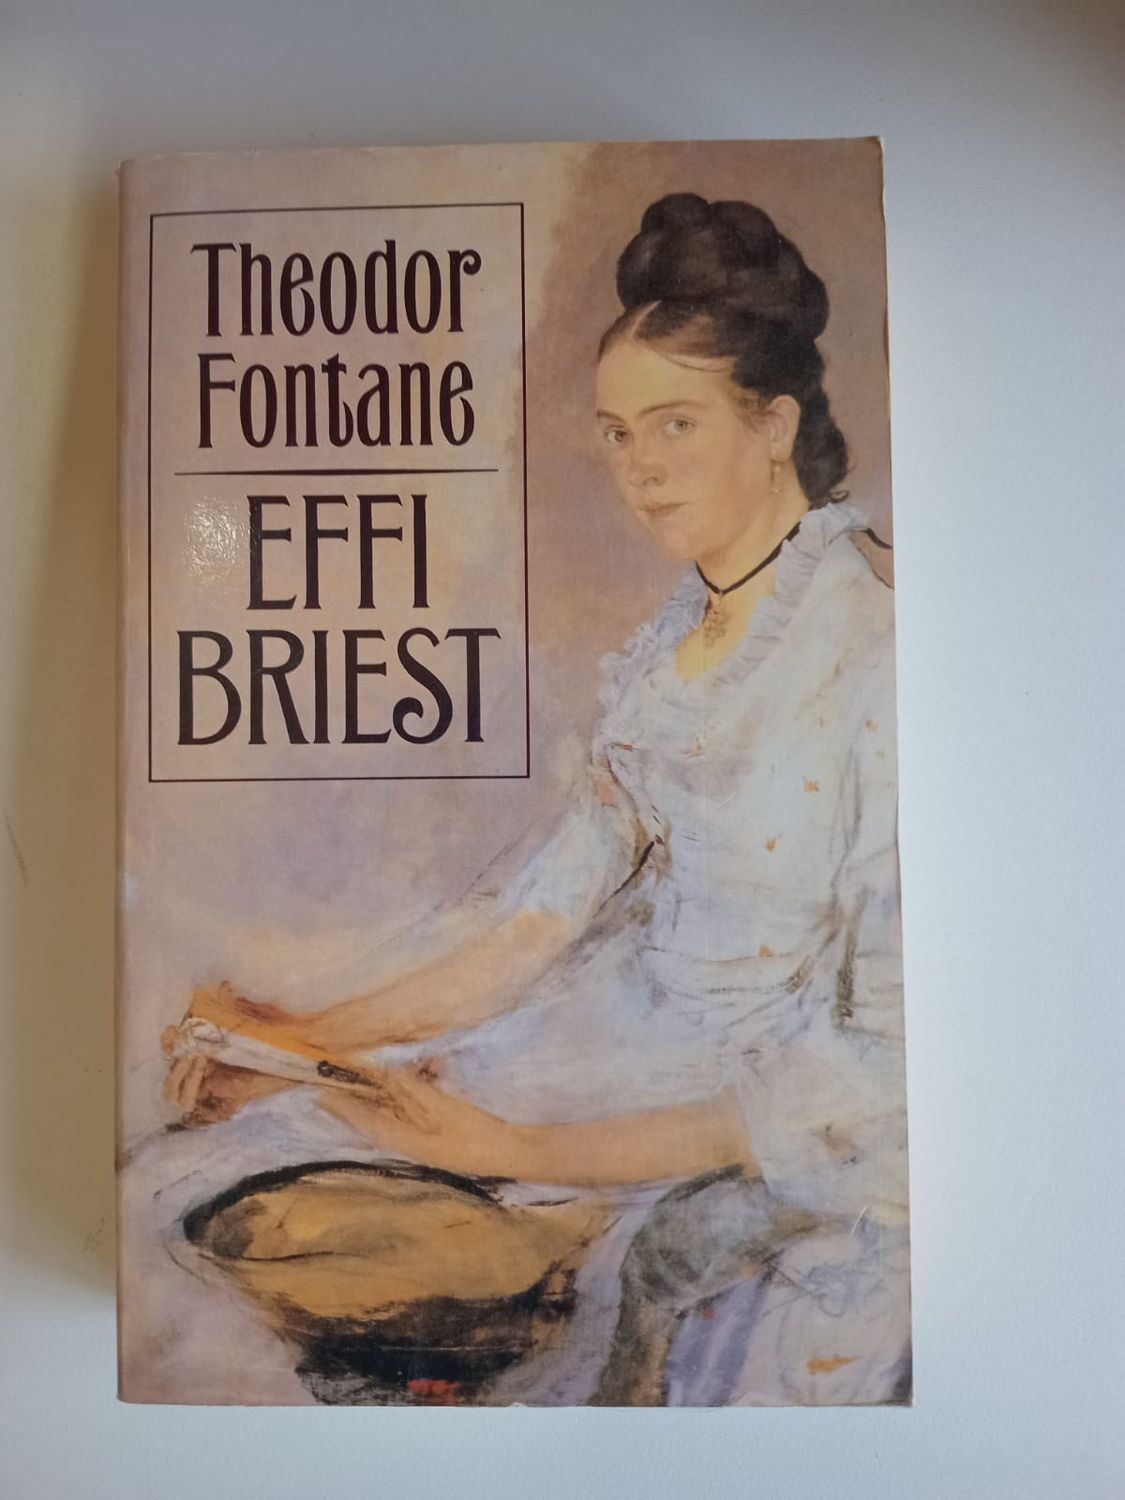 Theodor
Fontane
EFFI
BRIEST